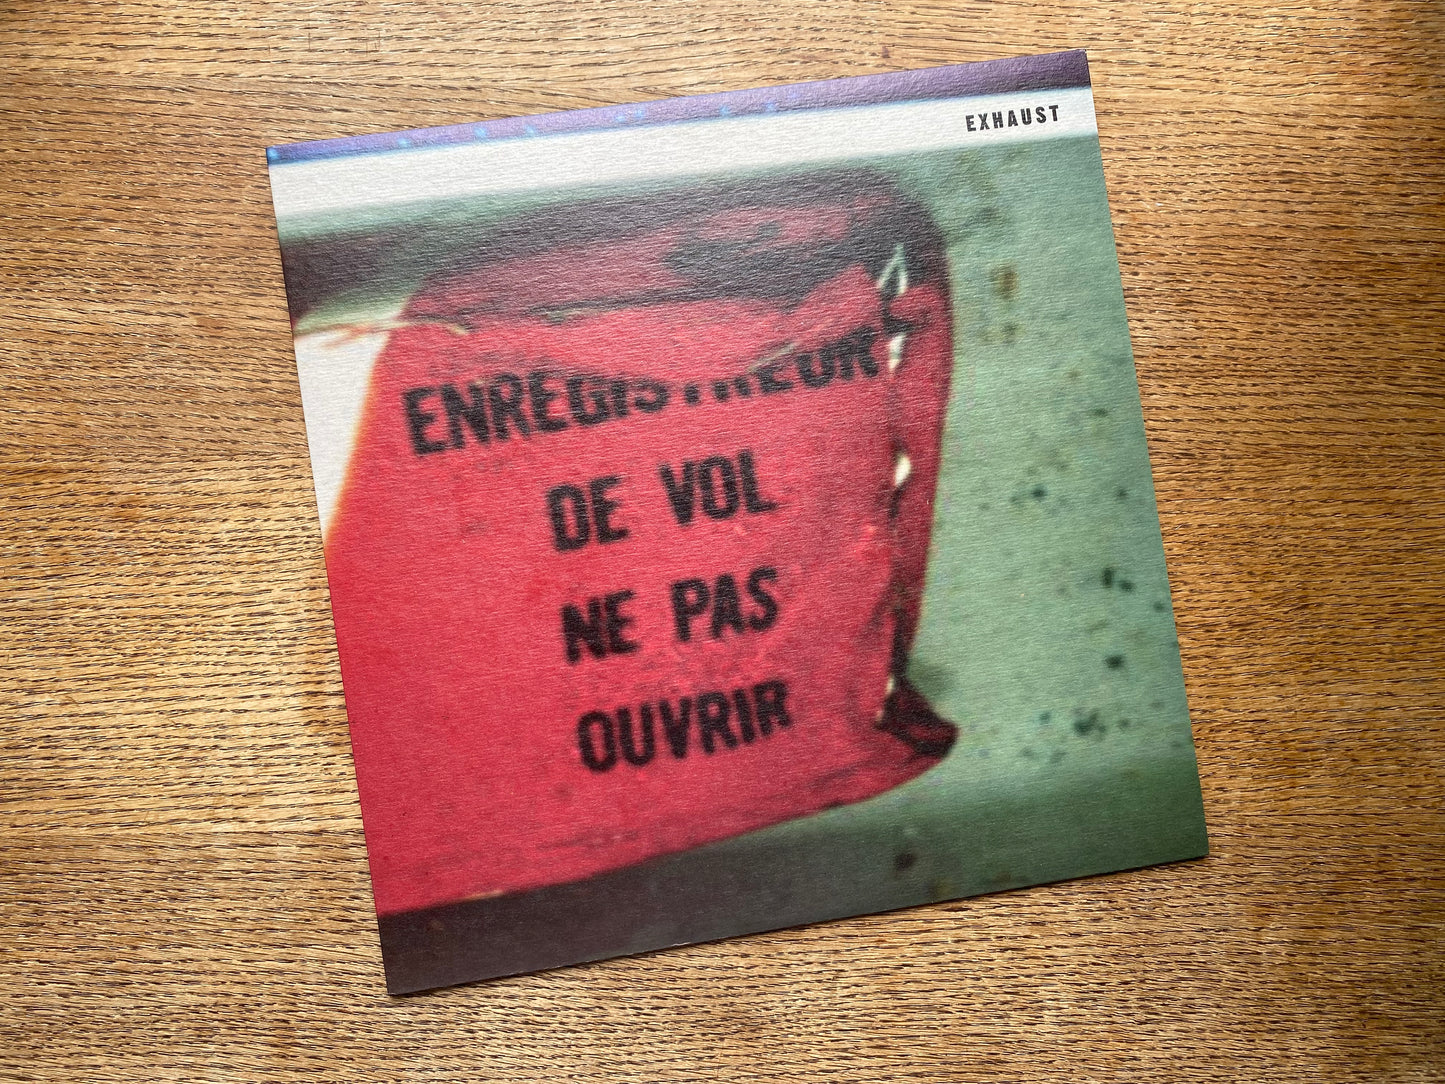 EXHAUST
ENREGISTREUR
DE VOL
NE PAS
OUVRIR